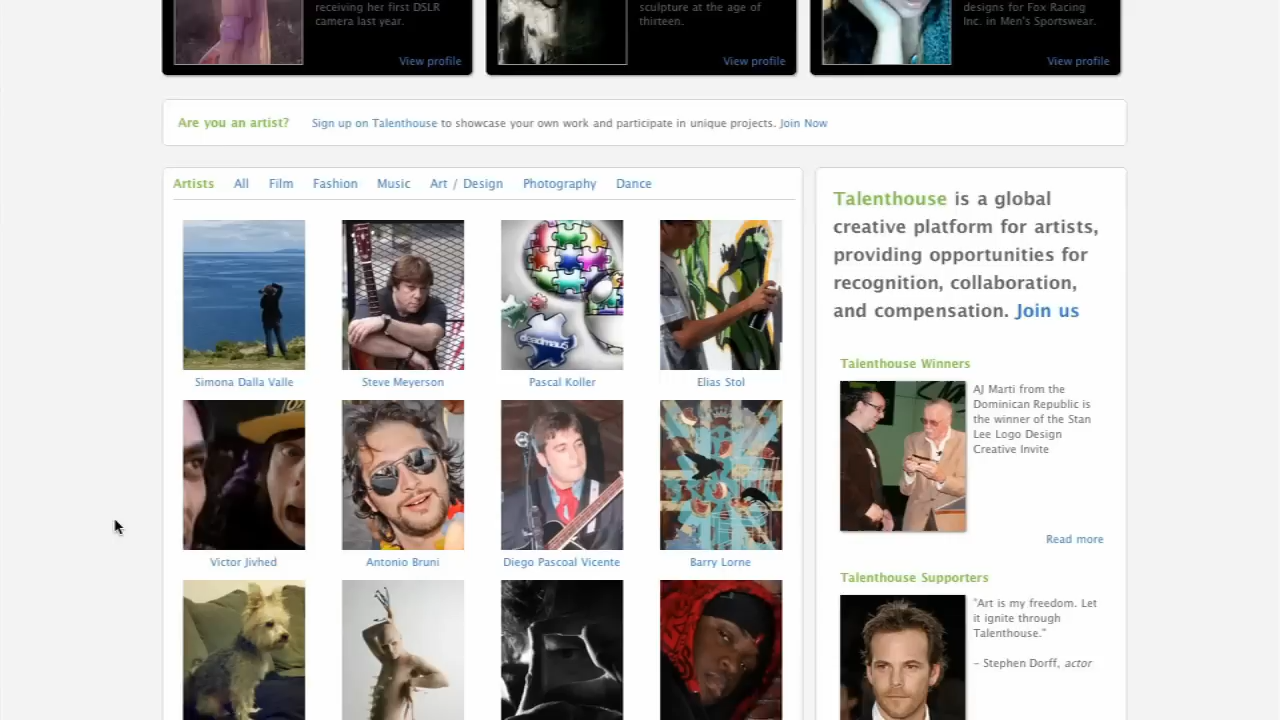 receiving her first DSLR
camera last year.
View profile
sculpture at the age of
thirteen.
View profile
designs for Fox Racing
Inc. in Men's Sportswear.
View profile
Are you an artist? Sign up on Talenthouse to showcase your own work and participate in unique projects. Join Now
Artists All Film Fashion Music Art / Design Photography Dance
deadmau5
Simona Dalla Valle Steve Meyerson Pascal Koller Elias Stol
Victor Jivhed Antonio Bruni Diego Pascoal Vicente Barry Lorne
Talenthouse is a global
creative platform for artists,
providing opportunities for
recognition, collaboration,
and compensation. Join us
Talenthouse Winners
AJ Marti from the
Dominican Republic is
the winner of the Stan
Lee Logo Design
Creative Invite
Read more
Talenthouse Supporters
"Art is my freedom. Let
it ignite through
Talenthouse."
– Stephen Dorff, actor